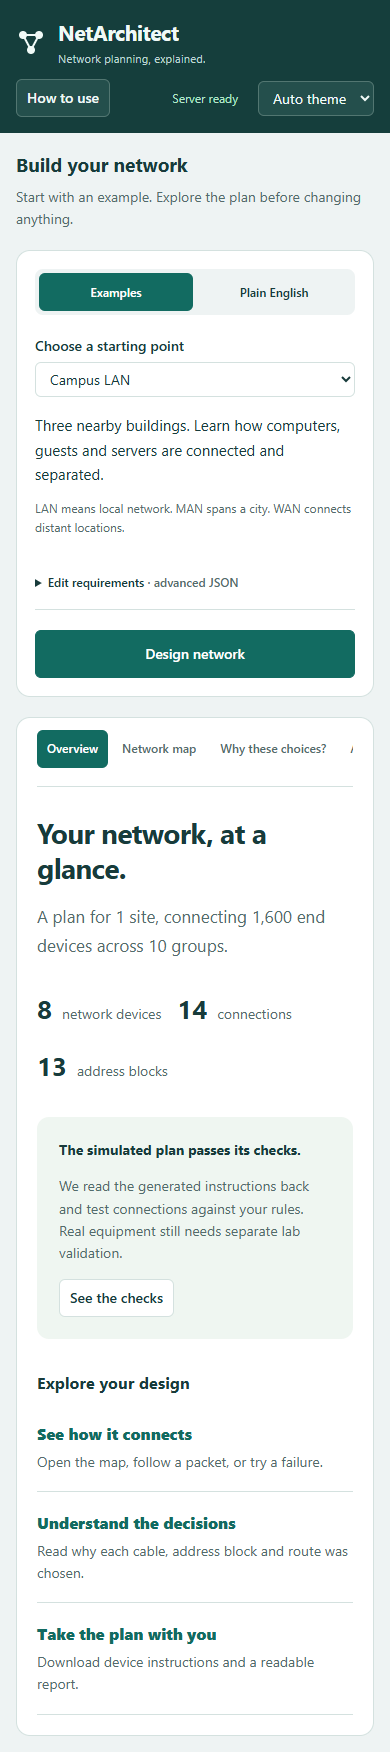 NetArchitect
Network planning, explained.
How to use
Server ready
Auto theme
Build your network
Start with an example. Explore the plan before changing
anything.
Examples
Plain English
Choose a starting point
Campus LAN
Three nearby buildings. Learn how computers,
guests and servers are connected and
separated.
LAN means local network. MAN spans a city. WAN connects
distant locations.
Edit requirements · advanced JSON
Design network
Overview
Network map
Why these choices?
Your network, at a
glance.
A plan for 1 site, connecting 1,600 end
devices across 10 groups.
8 network devices 14 connections
13 address blocks
The simulated plan passes its checks.
We read the generated instructions back
and test connections against your rules.
Real equipment still needs separate lab
validation.
See the checks
Explore your design
See how it connects
Open the map, follow a packet, or try a failure.
Understand the decisions
Read why each cable, address block and route was
chosen.
Take the plan with you
Download device instructions and a readable
report.